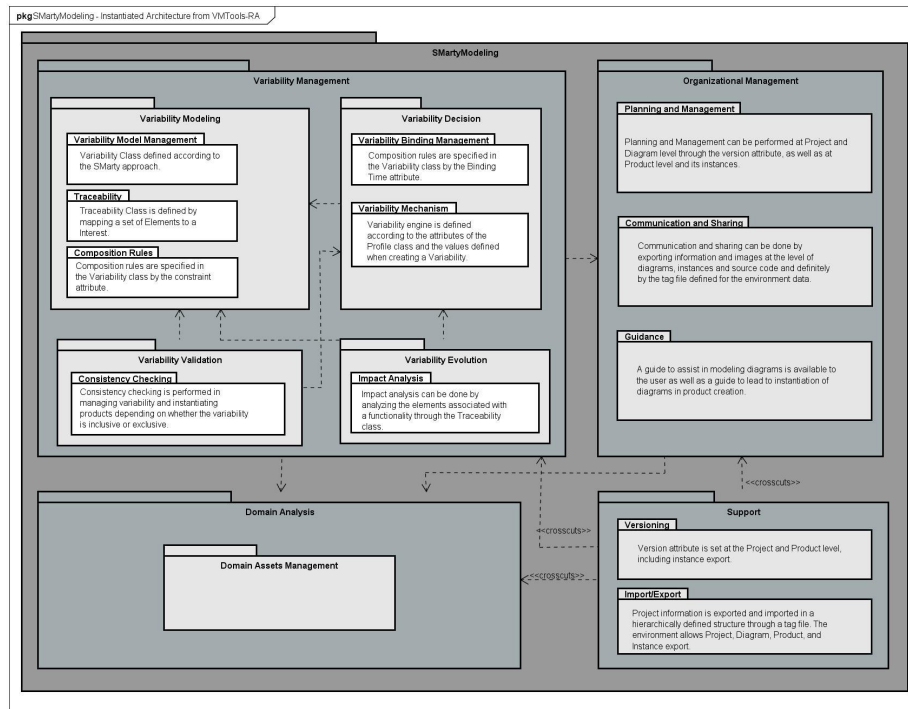 pkg SMartyModeling - Instantiated Architecture from VMTools-RA
SMartyModeling
Variability Management
Variability Modeling
Variability Model Management
Variability Class defined according to
the SMarty approach.
Traceability
Traceability Class is defined by
mapping a set of Elements to a
Interest.
Composition Rules
Composition rules are specified in
the Variability class by the constraint
attribute.
Variability Decision
Variability Binding Management
Composition rules are specified in
the Variability class by the Binding
Time attribute.
Variability Mechanism
Variability engine is defined
according to the attributes of the
Profile class and the values defined
when creating a Variability.
Variability Validation
Consistency Checking
Consistency checking is performed in
managing variability and instantiating
products depending on whether the variability
is inclusive or exclusive.
Variability Evolution
Impact Analysis
Impact analysis can be done by
analyzing the elements associated with
a functionality through the Traceability
class.
Organizational Management
Planning and Management
Planning and Management can be performed at Project and
Diagram level through the version attribute, as well as at
Product level and its instances.
Communication and Sharing
Communication and sharing can be done by
exporting information and images at the level of
diagrams, instances and source code and definitely
by the tag file defined for the environment data.
Guidance
A guide to assist in modeling diagrams is available to
the user as well as a guide to lead to instantiation of
diagrams in product creation.
<<crosscuts>>
<<crosscuts>>
<<crosscuts>>
Domain Analysis
Domain Assets Management
Support
Versioning
Version attribute is set at the Project and Product level,
including instance export.
Import/Export
Project information is exported and imported in a
hierarchically defined structure through a tag file. The
environment allows Project, Diagram, Product, and
Instance export.